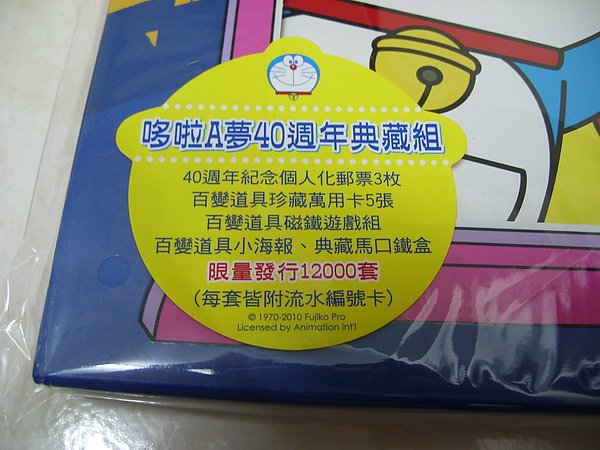 哆啦A夢40週年典藏組
40週年紀念個人化郵票3枚
百變道具珍藏萬用卡5張
百變道具磁鐵遊戲組
百變道具小海報、典藏馬口鐵盒
限量發行12000套
(每套皆附流水編號卡)
© 1970-2010 Fujiko Pro
Licensed by Animation Int'l